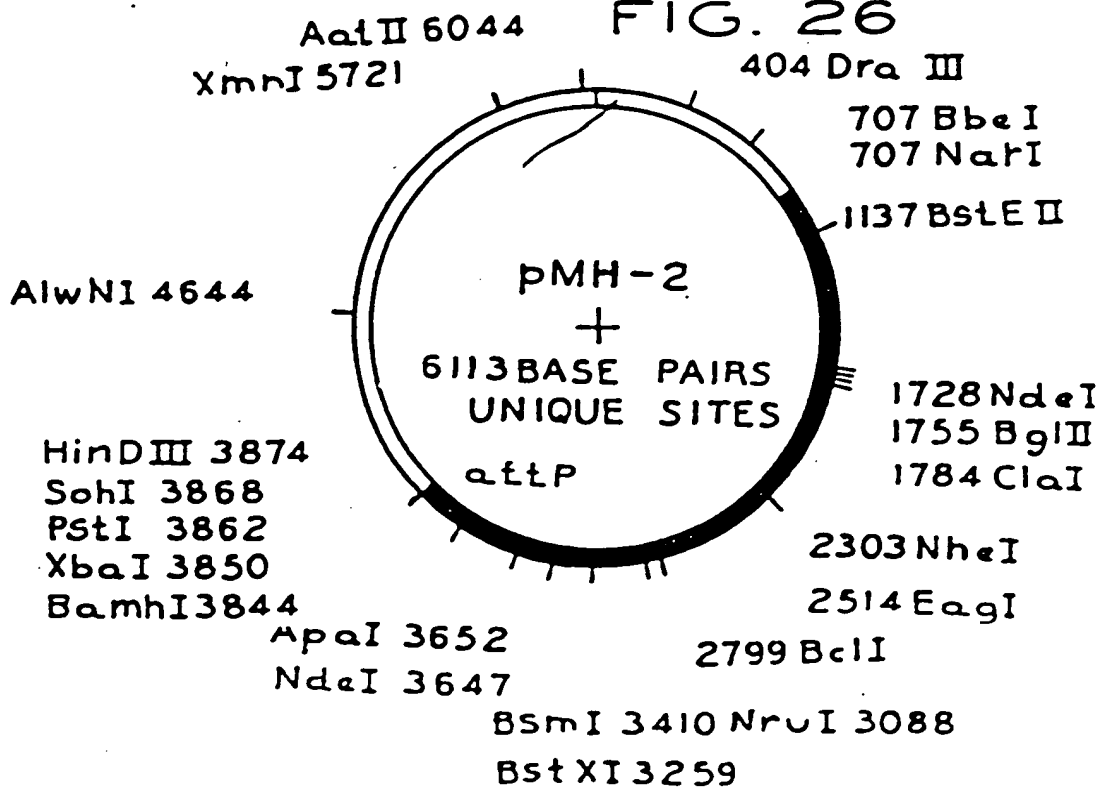 FIG. 26
AatII 6044
XmnI 5721
404 Dra III
707 BbeI
707 NarI
1137 BstE II
AlwNI 4644
pMH-2
+
6113 BASE PAIRS
UNIQUE SITES
attP
1728 NdeI
1755 BglII
1784 ClaI
HinDIII 3874
SohI 3868
PstI 3862
XbaI 3850
BamhI 3844
2303 NheI
2514 EagI
2799 BclI
ApaI 3652
NdeI 3647
BSmI 3410 NruI 3088
BstXI 3259